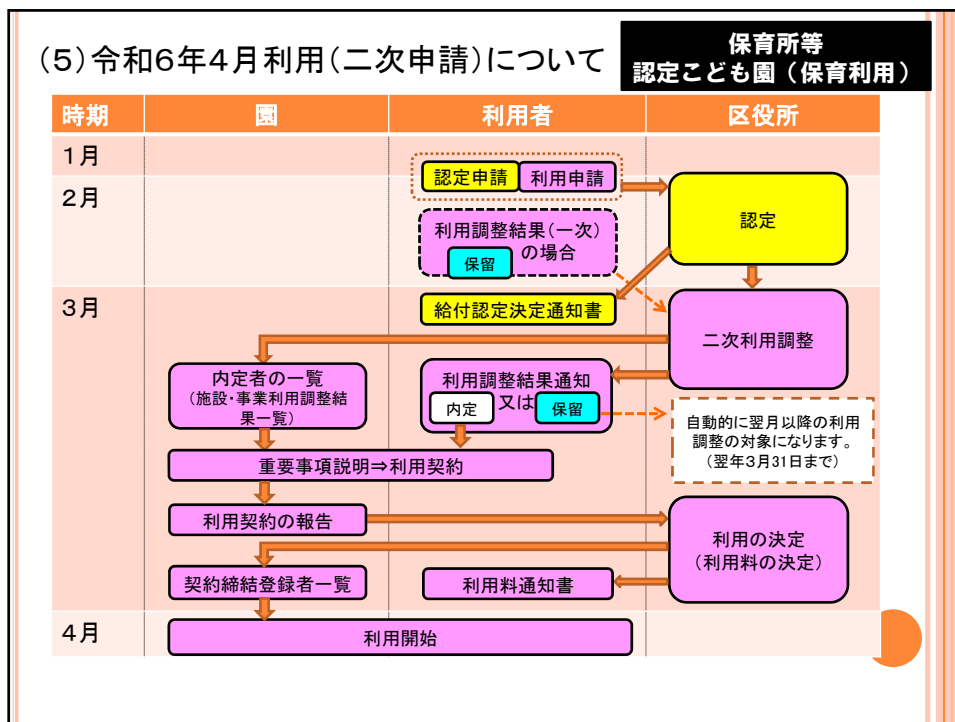 (5)令和6年4月利用(二次申請)について
保育所等
認定こども園(保育利用)
時期 園 利用者 区役所
1月
認定申請 利用申請
2月
認定
利用調整結果(一次)
の場合
保留
3月
給付認定決定通知書
二次利用調整
内定者の一覧
(施設・事業利用調整結
果一覧)
利用調整結果通知
内定 又は 保留
自動的に翌月以降の利用
調整の対象になります。
(翌年3月31日まで)
重要事項説明⇒利用契約
利用契約の報告
利用の決定
(利用料の決定)
契約締結登録者一覧
利用料通知書
4月
利用開始